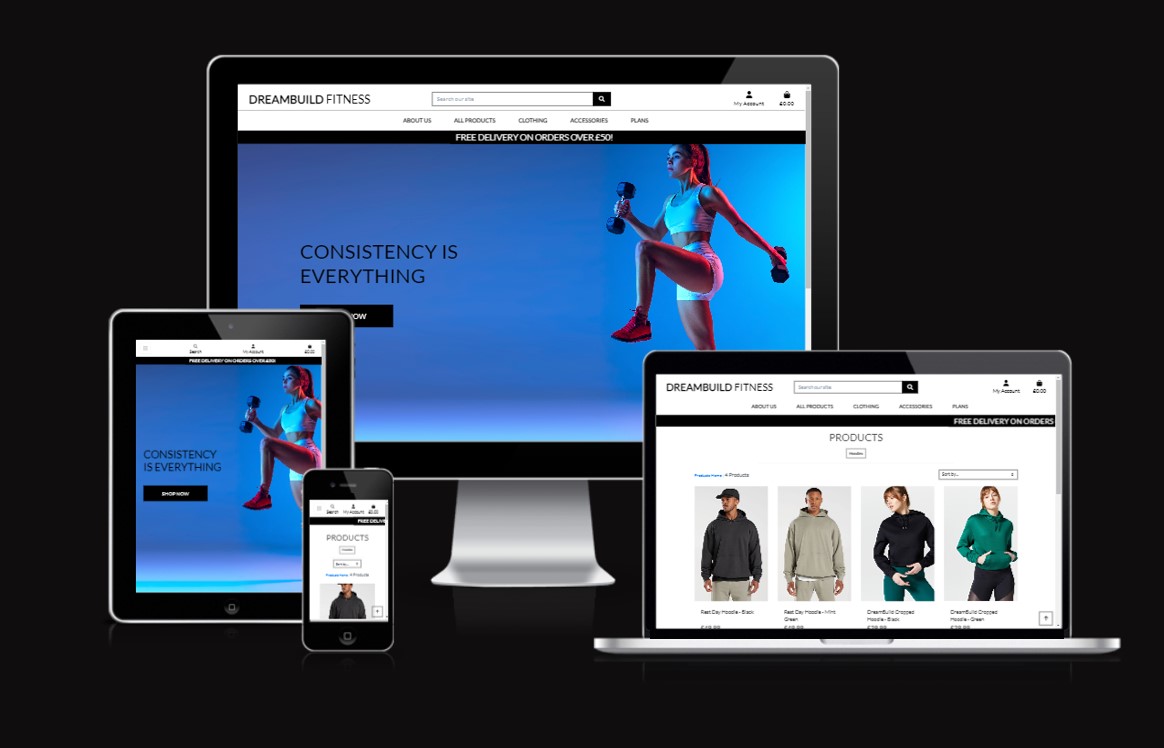 DREAMBUILD FITNESS
Search our site
My Account
£0.00
ABOUT US ALL PRODUCTS CLOTHING ACCESSORIES PLANS
FREE DELIVERY ON ORDERS OVER £50!
CONSISTENCY IS
EVERYTHING
OW
Search
My Account
£0.00
FREE DELIVERY ON ORDERS OVER £50!
CONSISTENCY
IS EVERYTHING
SHOP NOW
Search
My Account
£0.00
FREE DELIV
PRODUCTS
Hoodies
Sort by...
Products Home 4 Products
DREAMBUILD FITNESS
Search our site
My Account
£0.00
ABOUT US ALL PRODUCTS CLOTHING ACCESSORIES PLANS
FREE DELIVERY ON ORDERS
PRODUCTS
Hoodies
Products Home 4 Products
Sort by...
Rest Day Hoodie - Black
Rest Day Hoodie - Mint
Green
DreamBuild Cropped
Hoodie - Black
DreamBuild Cropped
Hoodie - Green